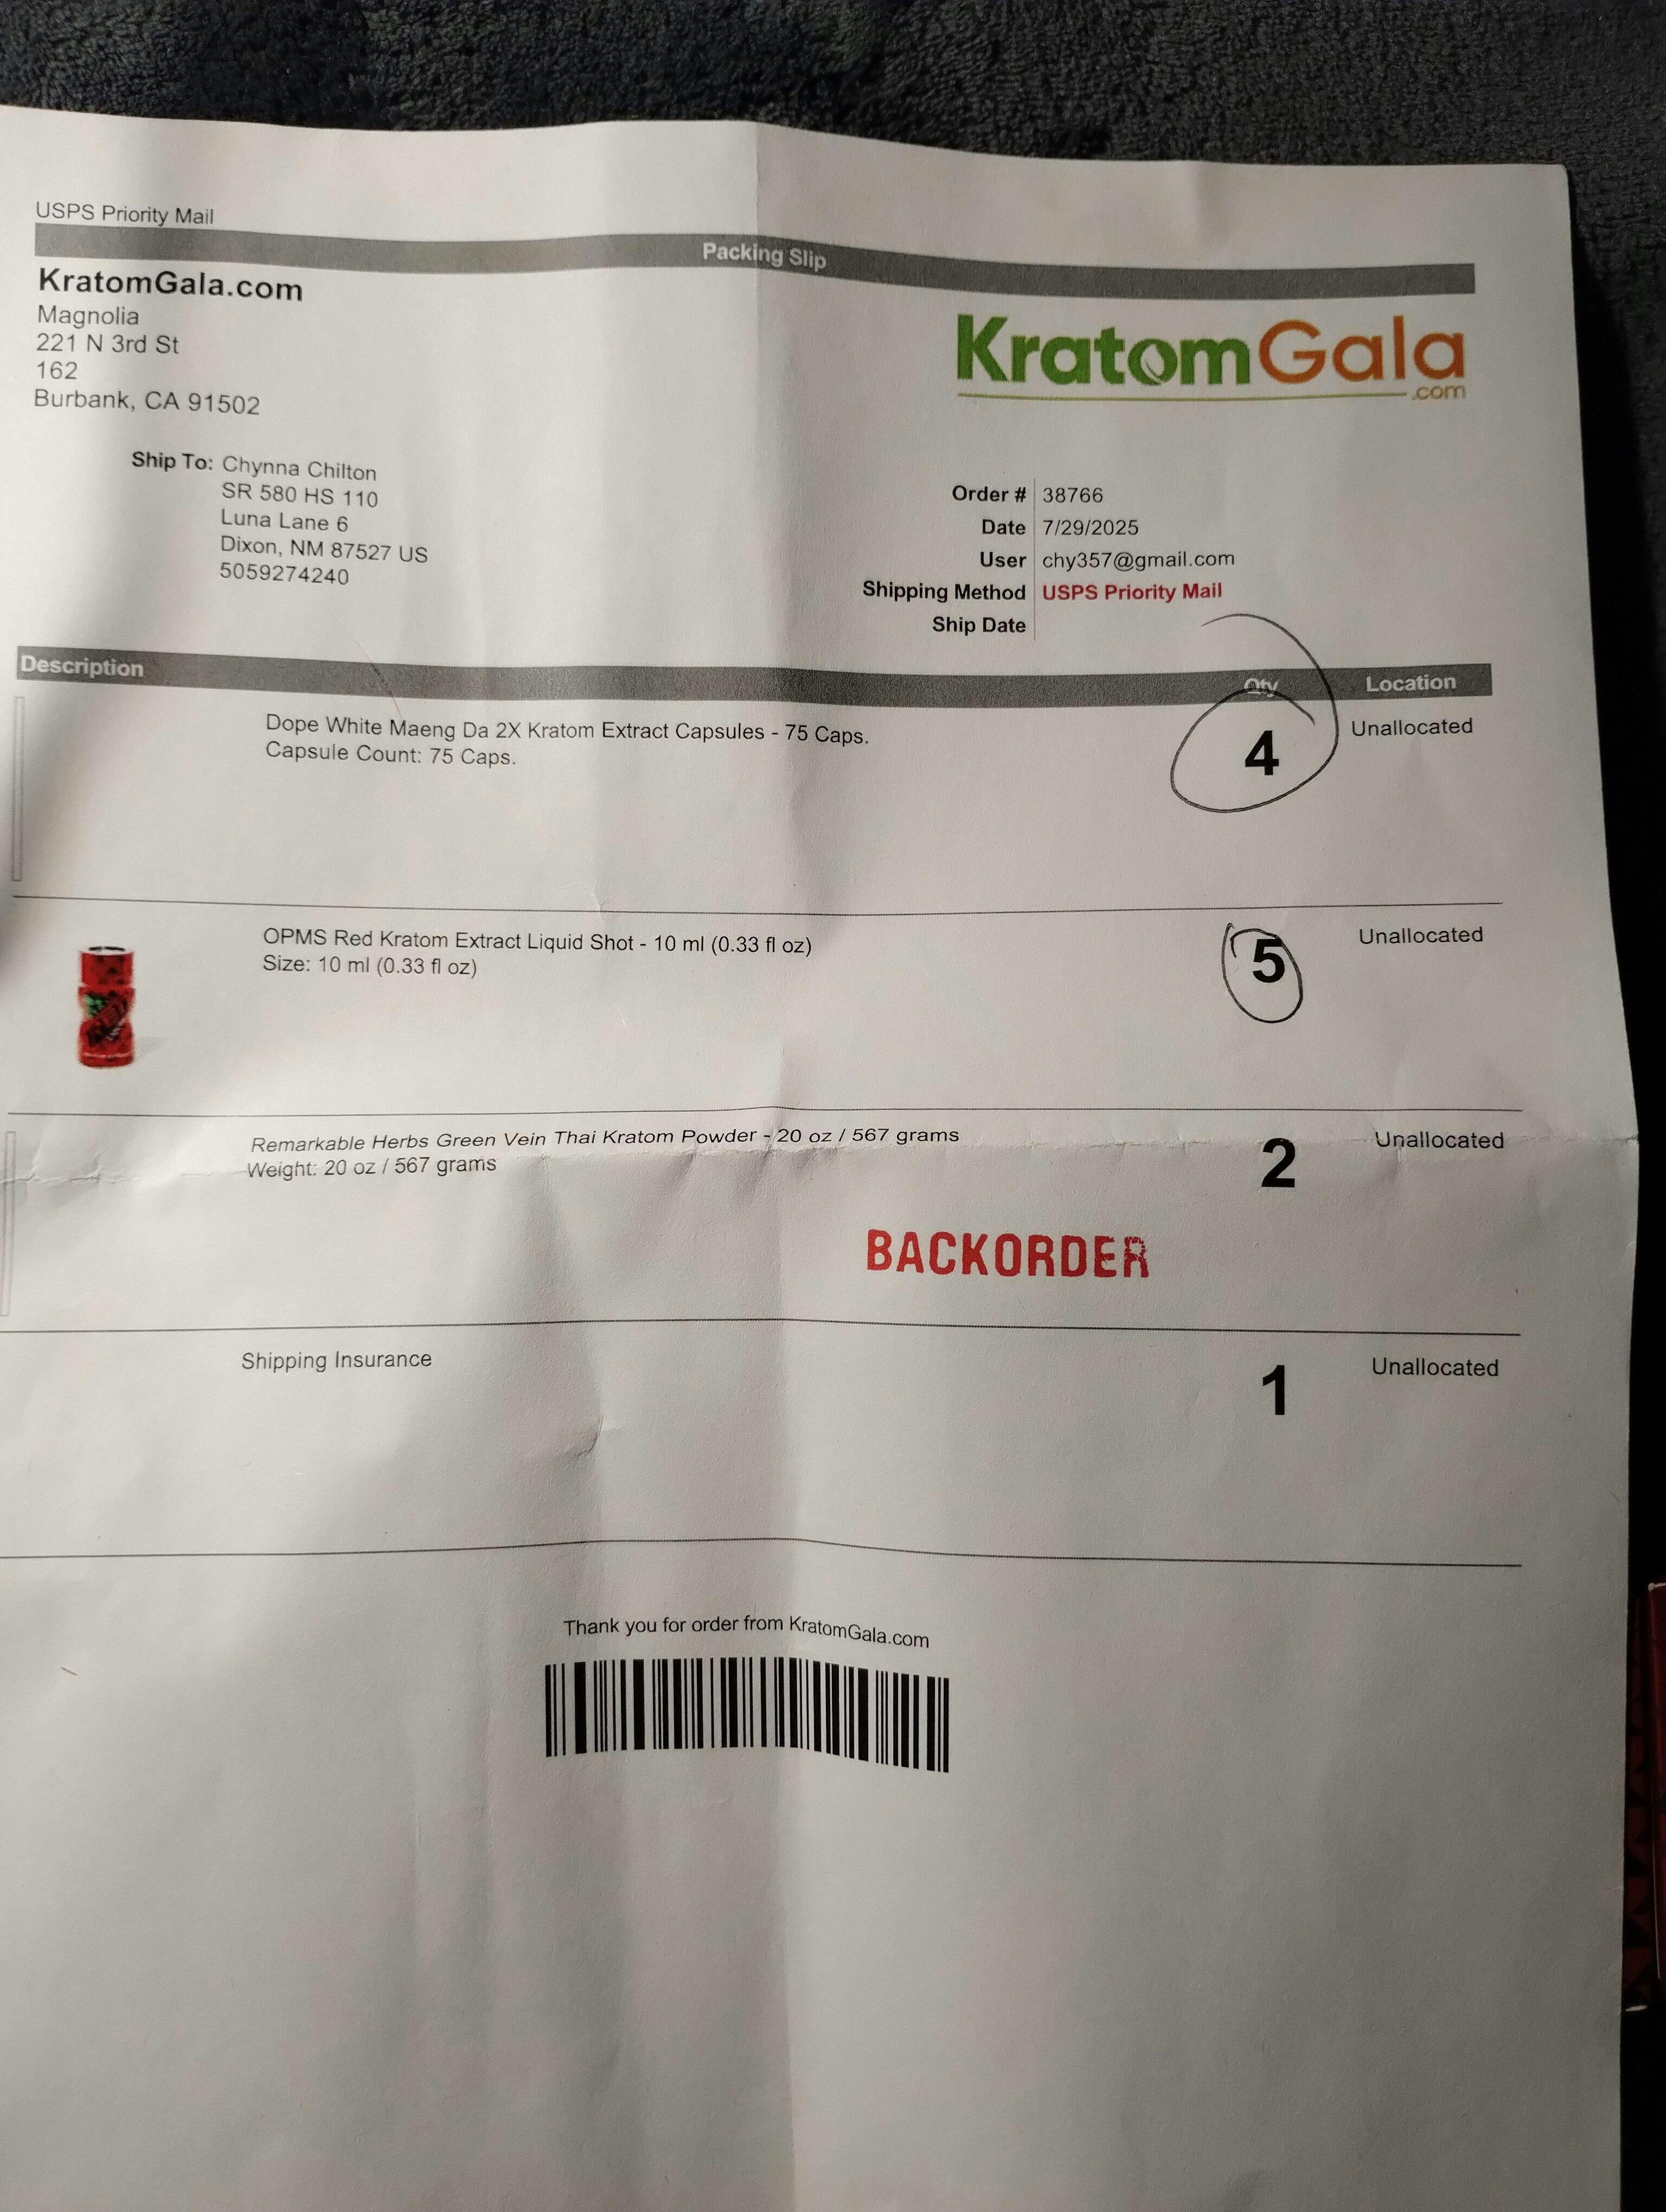 USPS Priority Mail
Packing Slip
KratomGala.com
Magnolia
221 N 3rd St
162
Burbank, CA 91502
KratomGala
.com
Ship To: Chynna Chilton
SR 580 HS 110
Luna Lane 6
Dixon, NM 87527 US
5059274240
Order # 38766
Date 7/29/2025
User chy357@gmail.com
Shipping Method USPS Priority Mail
Ship Date
Description Qty Location
Dope White Maeng Da 2X Kratom Extract Capsules - 75 Caps. 4 Unallocated
Capsule Count: 75 Caps.
OPMS Red Kratom Extract Liquid Shot - 10 ml (0.33 fl oz) 5 Unallocated
Size: 10 ml (0.33 fl oz)
Remarkable Herbs Green Vein Thai Kratom Powder - 20 oz / 567 grams 2 Unallocated
Weight: 20 oz / 567 grams
BACKORDER
Shipping Insurance 1 Unallocated
Thank you for order from KratomGala.com